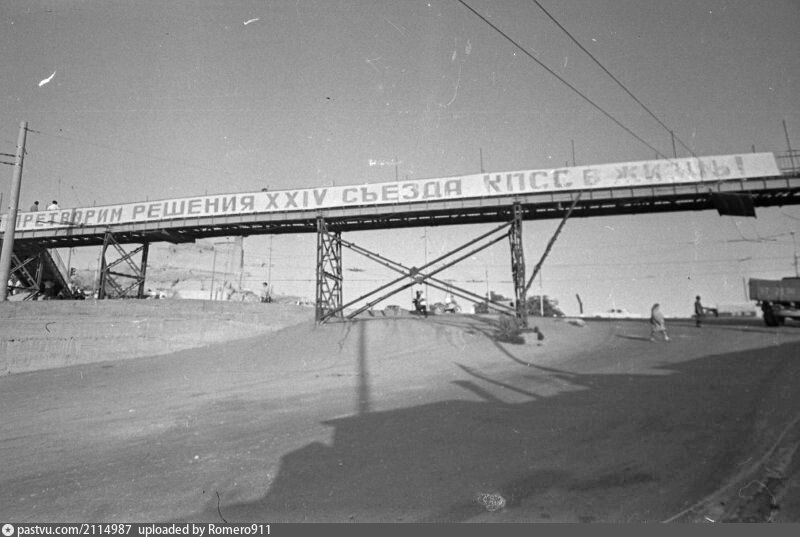 ПРЕТВОРИМ РЕШЕНИЯ XXIV СЪЕЗДА КПСС В ЖИЗНЬ!
pastvu.com/2114987 uploaded by Romero911